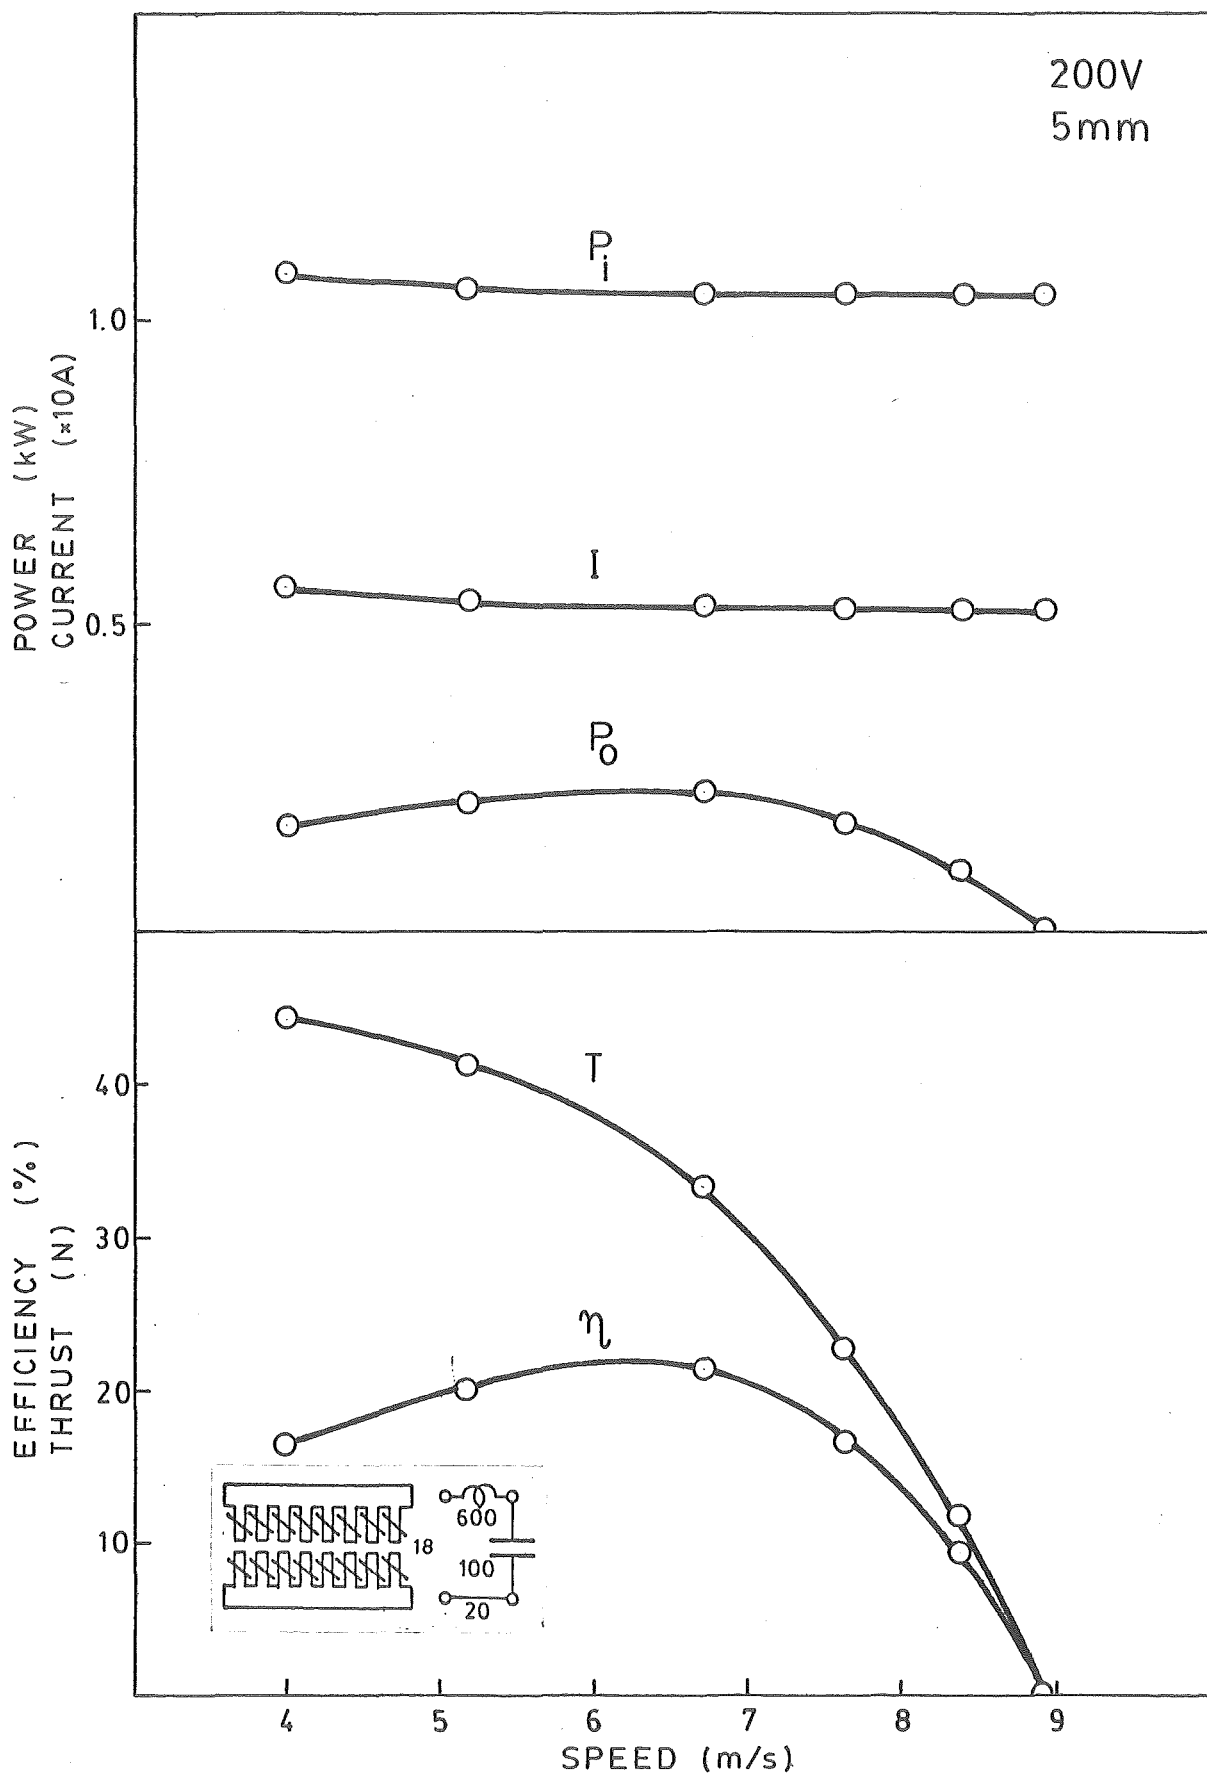 200V
5mm
Pi
1.0
I
0.5
Po
POWER (kW)
CURRENT (×10A)
T
40
30
η
20
10
EFFICIENCY (%)
THRUST (N)
18
600
100
20
4 5 6 7 8 9
SPEED (m/s)